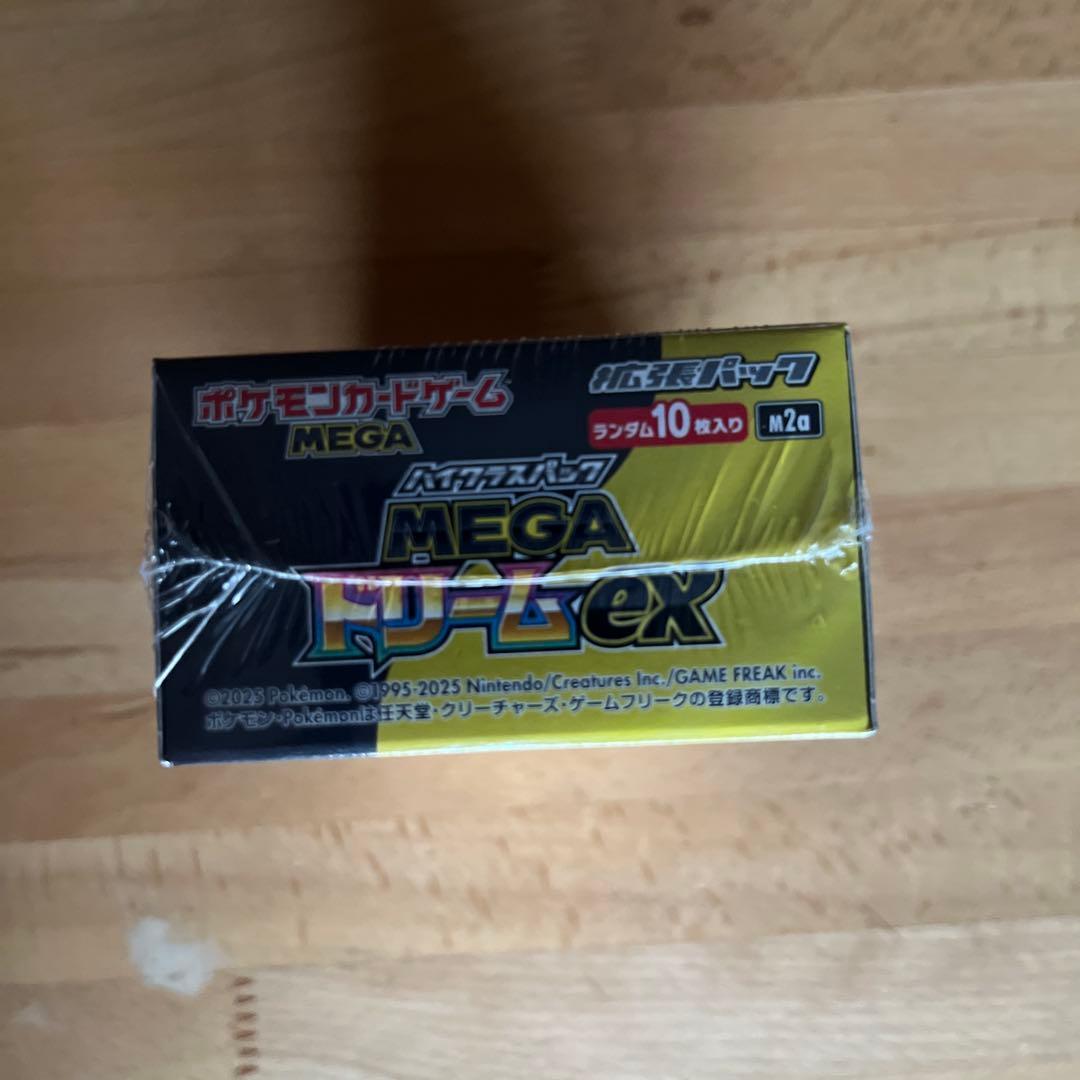 ポケモンカードゲーム
MEGA
拡張パック
ランダム10枚入り
M2a
ハイクラスパック
MEGA
ドリームex
©2025 Pokémon. ©1995-2025 Nintendo/Creatures Inc./GAME FREAK inc.
ポケモン・Pokémonは任天堂・クリーチャーズ・ゲームフリークの登録商標です。